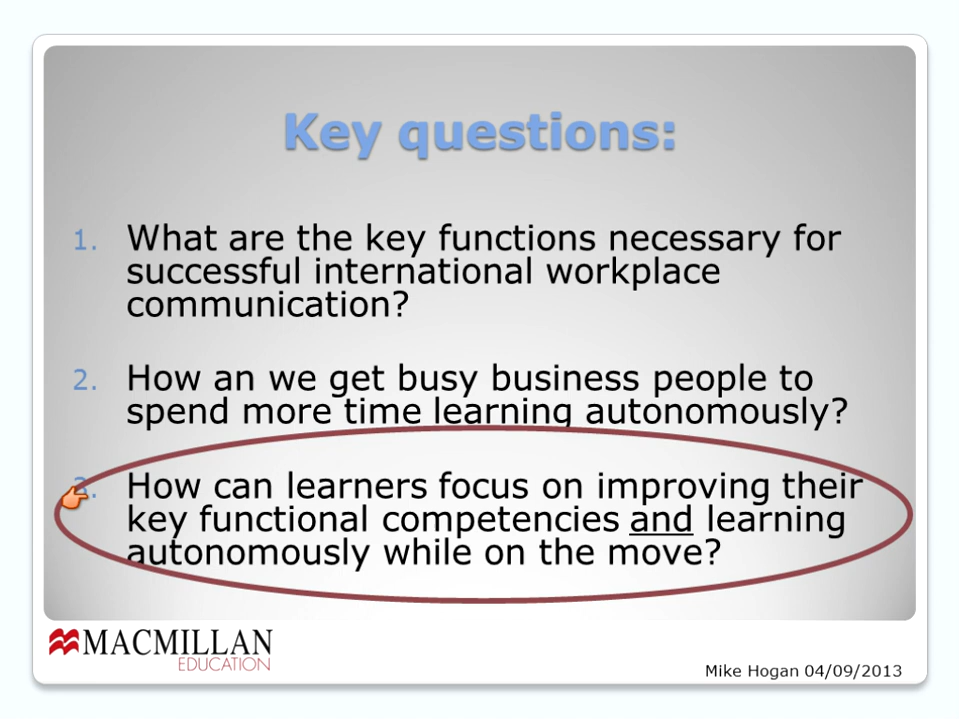 Key questions:
1. What are the key functions necessary for
successful international workplace
communication?
2. How an we get busy business people to
spend more time learning autonomously?
3. How can learners focus on improving their
key functional competencies and learning
autonomously while on the move?
MACMILLAN
EDUCATION
Mike Hogan 04/09/2013